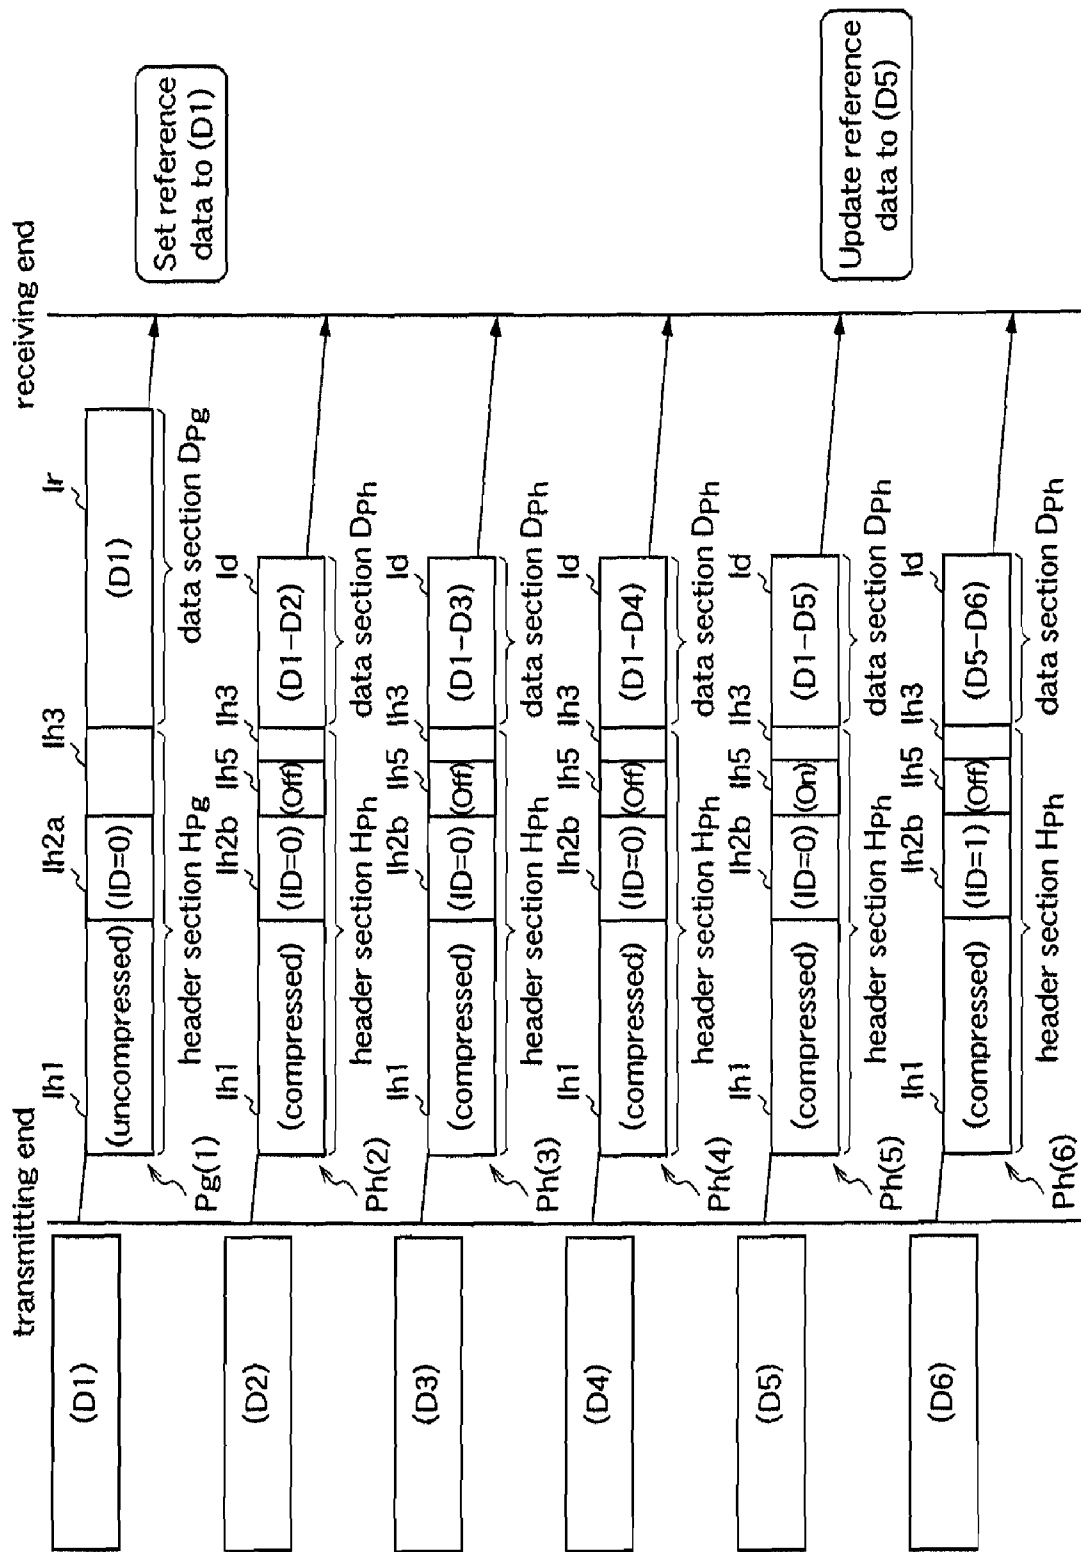 transmitting end
receiving end
(D1)
Ih1
Ih2a
Ih3
Ir
(uncompressed)
(ID=0)
(D1)
Pg(1)
header section HPg
data section DPg
Set reference
data to (D1)
(D2)
Ih1
Ih2b
Ih5
Ih3
Id
(compressed)
(ID=0)
(Off)
(D1-D2)
Ph(2)
header section HPh
data section DPh
(D3)
Ih1
Ih2b
Ih5
Ih3
Id
(compressed)
(ID=0)
(Off)
(D1-D3)
Ph(3)
header section HPh
data section DPh
(D4)
Ih1
Ih2b
Ih5
Ih3
Id
(compressed)
(ID=0)
(Off)
(D1-D4)
Ph(4)
header section HPh
data section DPh
(D5)
Ih1
Ih2b
Ih5
Ih3
Id
(compressed)
(ID=0)
(On)
(D1-D5)
Ph(5)
header section HPh
data section DPh
Update reference
data to (D5)
(D6)
Ih1
Ih2b
Ih5
Ih3
Id
(compressed)
(ID=1)
(Off)
(D5-D6)
Ph(6)
header section HPh
data section DPh